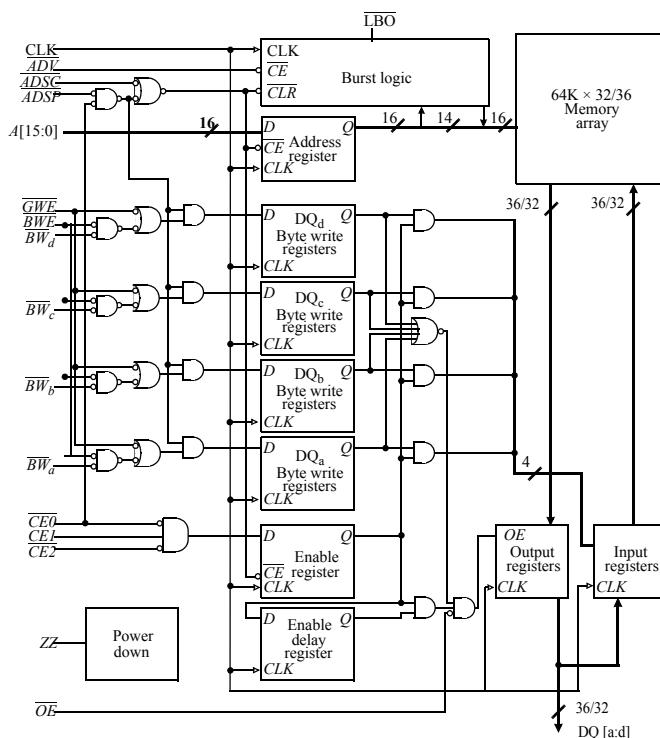 LBO
CLK
ADV
ADSC
ADSP
A[15:0]
16
CLK
CE
CLR
Burst logic
D
Q
CE
CLK
Address
register
16
14
16
64K × 32/36
Memory
array
36/32
36/32
GWE
BWE
BWd
D
DQd
Q
Byte write
registers
CLK
BWc
D
DQc
Q
Byte write
registers
CLK
BWb
D
DQb
Q
Byte write
registers
CLK
BWa
D
DQa
Q
Byte write
registers
CLK
4
CE0
CE1
CE2
D
Q
Enable
register
CE
CLK
OE
Output
registers
CLK
Input
registers
CLK
D
Q
Enable
delay
register
CLK
ZZ
Power
down
OE
36/32
DQ [a:d]